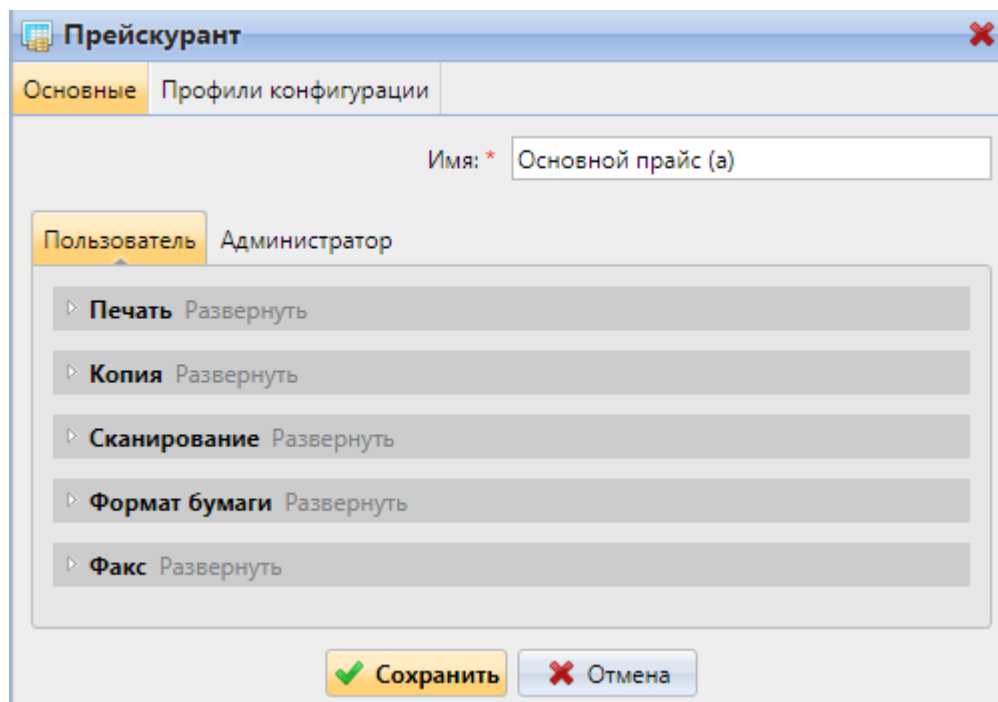 Прейскурант
Основные Профили конфигурации
Имя: * Основной прайс (а)
Пользователь Администратор
Печать Развернуть
Копия Развернуть
Сканирование Развернуть
Формат бумаги Развернуть
Факс Развернуть
Сохранить Отмена